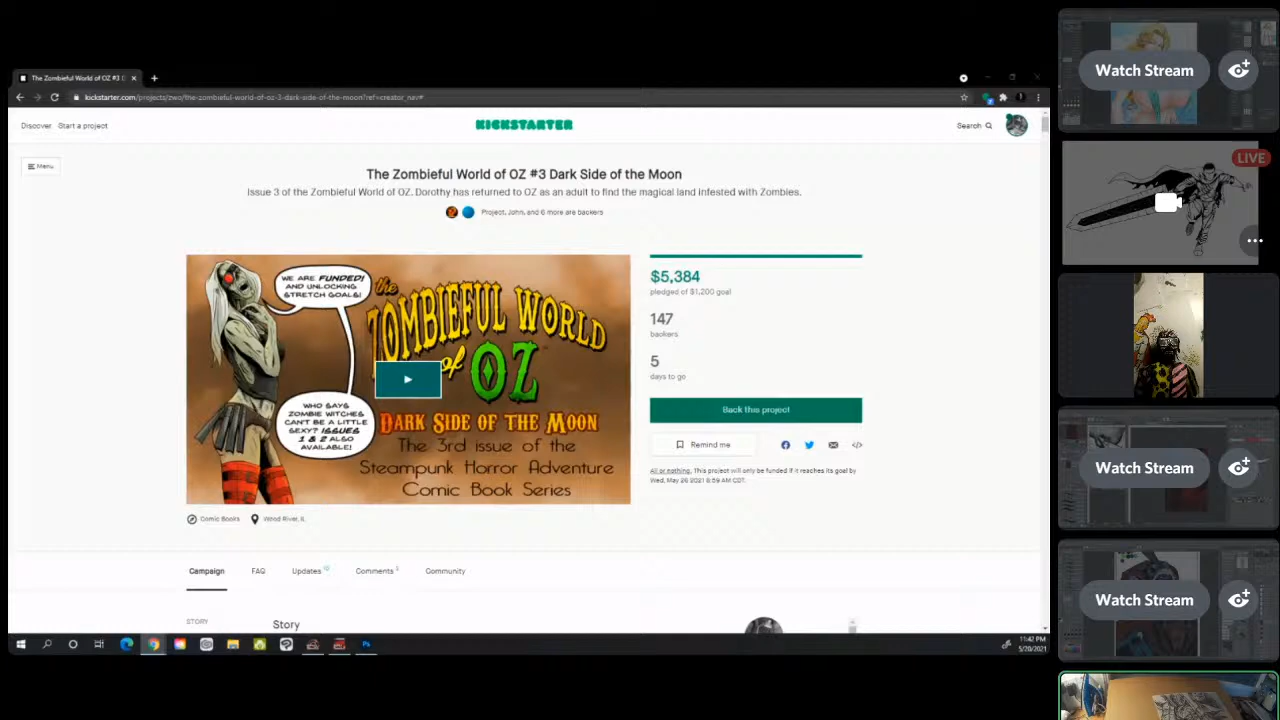 The Zombieful World of OZ #3 D
kickstarter.com/projects/zwo/the-zombieful-world-of-oz-3-dark-side-of-the-moon?ref=creator_nav#
Discover Start a project
KICKSTARTER
Search
Menu
The Zombieful World of OZ #3 Dark Side of the Moon
Issue 3 of the Zombieful World of OZ. Dorothy has returned to OZ as an adult to find the magical land infested with Zombies.
Project, John, and 6 more are backers
WE ARE FUNDED!
AND UNLOCKING
STRETCH GOALS!
the
ZOMBIEFUL WORLD
of OZ
DARK SIDE OF THE MOON
The 3rd issue of the
Steampunk Horror Adventure
Comic Book Series
WHO SAYS
ZOMBIE WITCHES
CAN'T BE A LITTLE
SEXY? ISSUES
1 & 2 ALSO
AVAILABLE!
$5,384
pledged of $1,200 goal
147
backers
5
days to go
Back this project
Remind me
All or nothing. This project will only be funded if it reaches its goal by
Wed, May 26 2021 8:59 AM CDT.
Comic Books
Wood River, IL
Campaign
FAQ
Updates 10
Comments 3
Community
STORY
Story
11:42 PM
5/20/2021
Watch Stream
LIVE
Watch Stream
Watch Stream